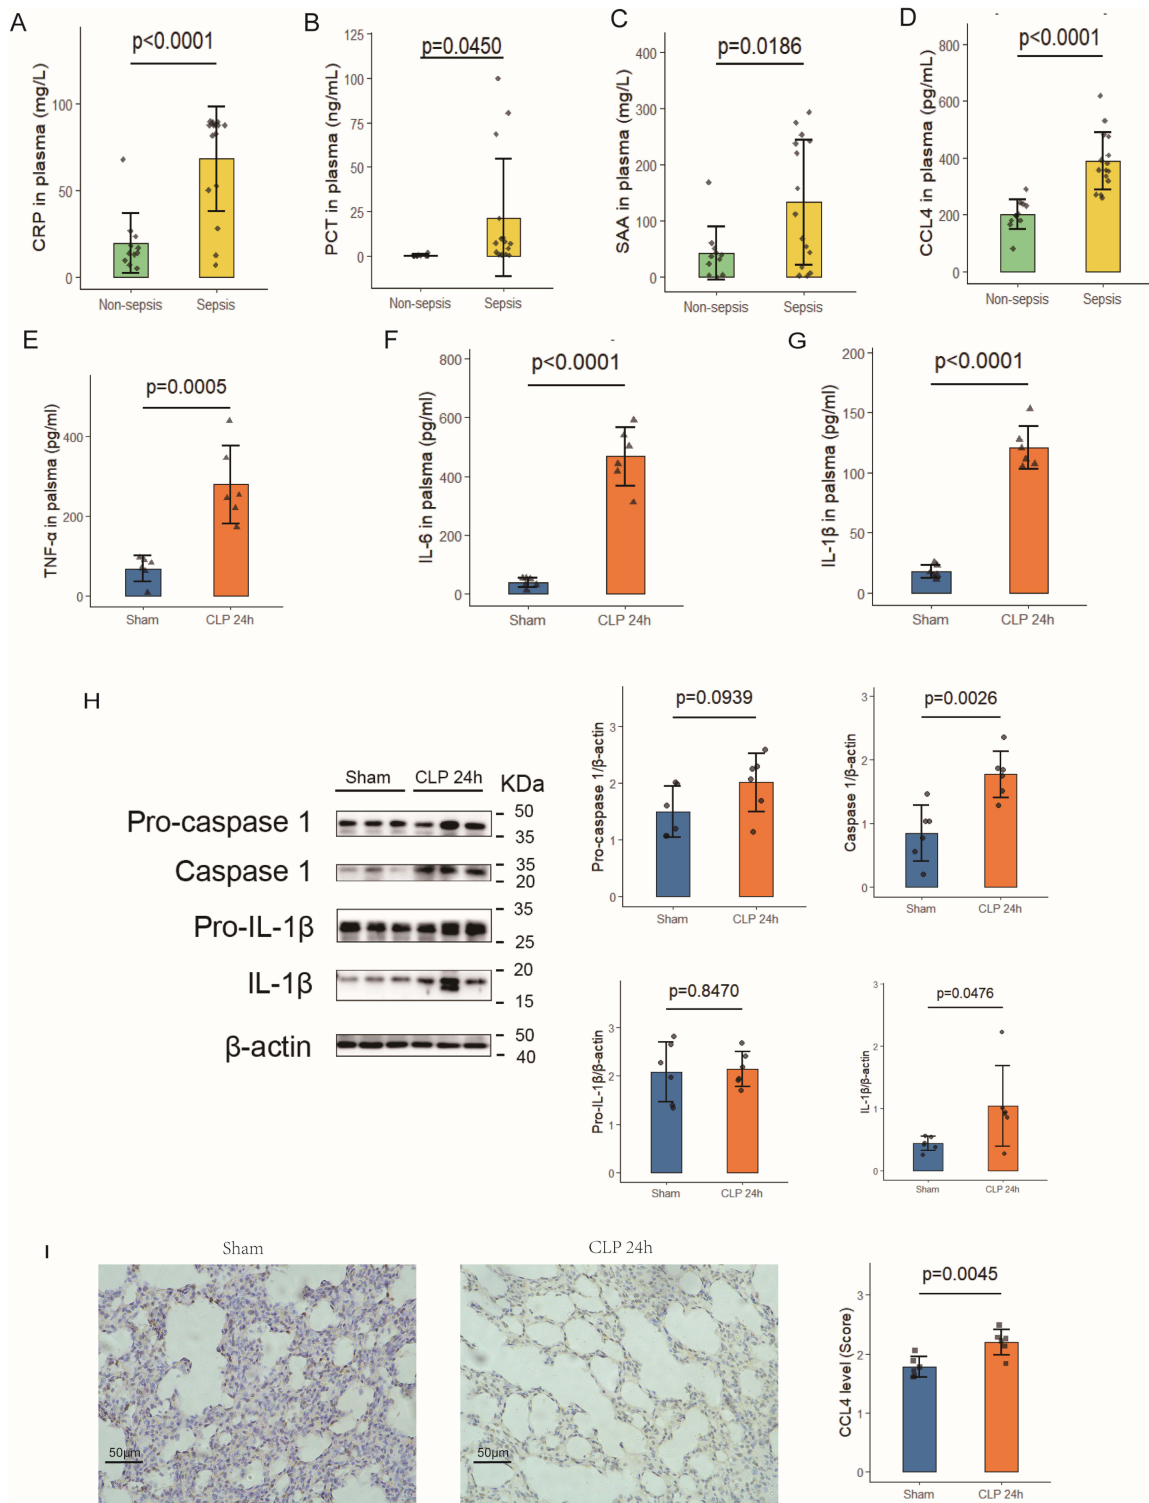 A
p<0.0001
CRP in plasma (mg/L)
100
50
0
Non-sepsis
Sepsis
B
p=0.0450
PCT in plasma (ng/mL)
125
100
75
50
25
0
Non-sepsis
Sepsis
C
p=0.0186
SAA in plasma (mg/L)
400
300
200
100
0
Non-sepsis
Sepsis
D
p<0.0001
CCL4 in plasma (pg/mL)
800
600
400
200
0
Non-sepsis
Sepsis
E
p=0.0005
TNF-α in palsma (pg/ml)
400
200
0
Sham
CLP 24h
F
p<0.0001
IL-6 in palsma (pg/ml)
800
600
400
200
0
Sham
CLP 24h
G
p<0.0001
IL-1β in palsma (pg/ml)
200
150
100
50
0
Sham
CLP 24h
H
Sham
CLP 24h
KDa
Pro-caspase 1
50
35
Caspase 1
35
20
Pro-IL-1β
35
25
IL-1β
20
15
β-actin
50
40
p=0.0939
Pro-caspase 1/β-actin
3
2
1
0
Sham
CLP 24h
p=0.0026
Caspase 1/β-actin
3
2
1
0
Sham
CLP 24h
p=0.8470
Pro-IL-1β/β-actin
3
2
1
0
Sham
CLP 24h
p=0.0476
IL-1β/β-actin
3
2
1
0
Sham
CLP 24h
I
Sham
50μm
CLP 24h
50μm
p=0.0045
CCL4 level (Score)
3
2
1
0
Sham
CLP 24h